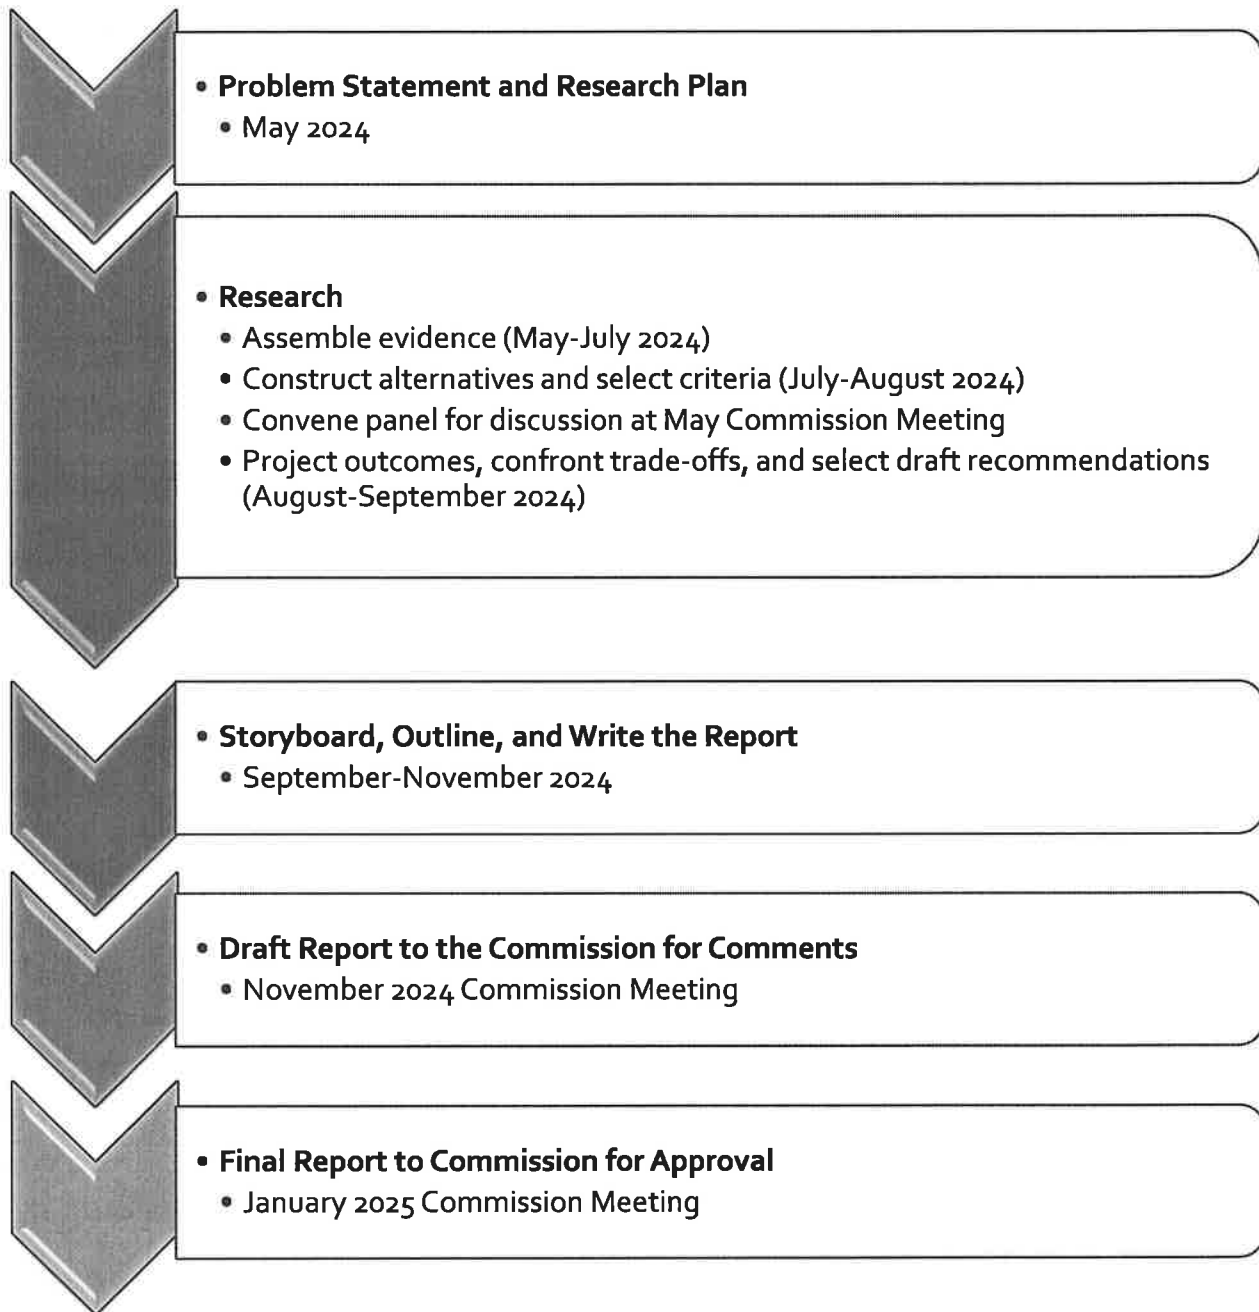 • Problem Statement and Research Plan
• May 2024
• Research
• Assemble evidence (May-July 2024)
• Construct alternatives and select criteria (July-August 2024)
• Convene panel for discussion at May Commission Meeting
• Project outcomes, confront trade-offs, and select draft recommendations
(August-September 2024)
• Storyboard, Outline, and Write the Report
• September-November 2024
• Draft Report to the Commission for Comments
• November 2024 Commission Meeting
• Final Report to Commission for Approval
• January 2025 Commission Meeting